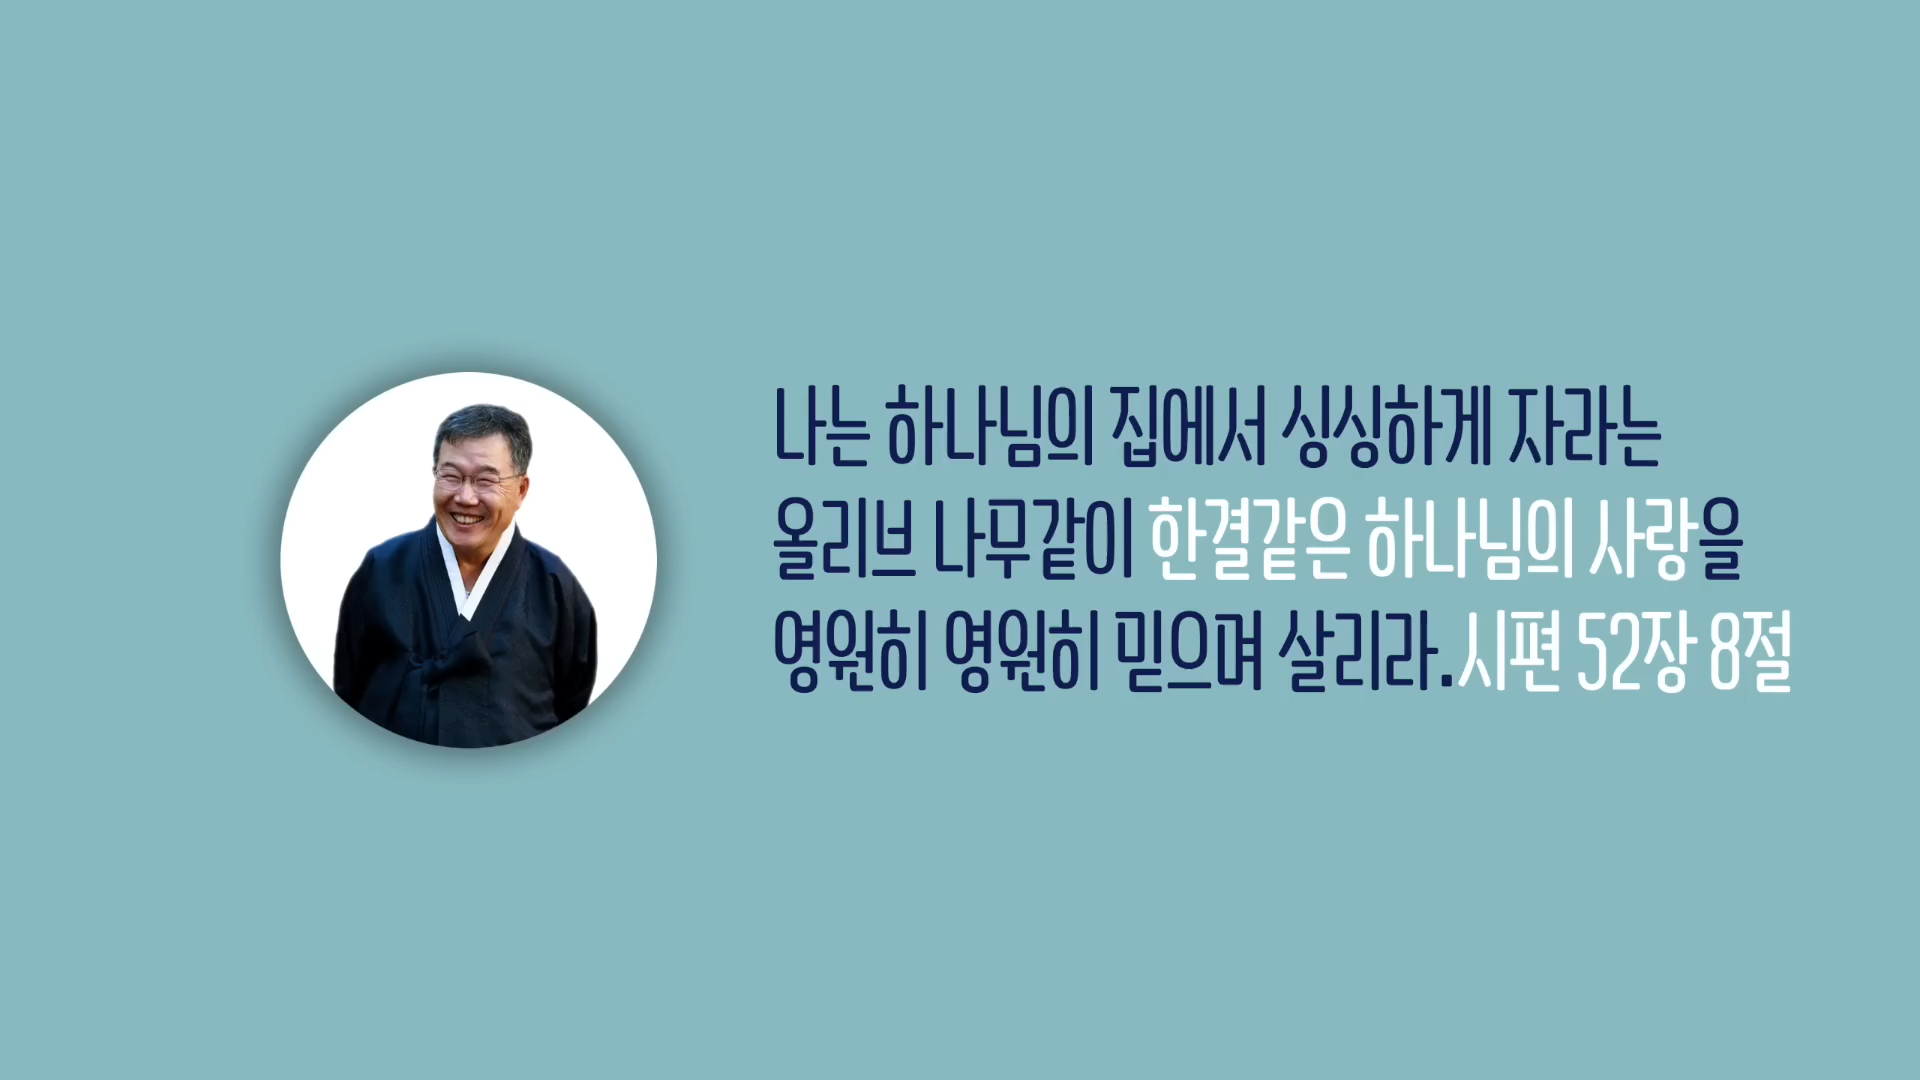 나는 하나님의 집에서 싱싱하게 자라는
올리브 나무같이 한결같은 하나님의 사랑을
영원히 영원히 믿으며 살리라.시편 52장 8절